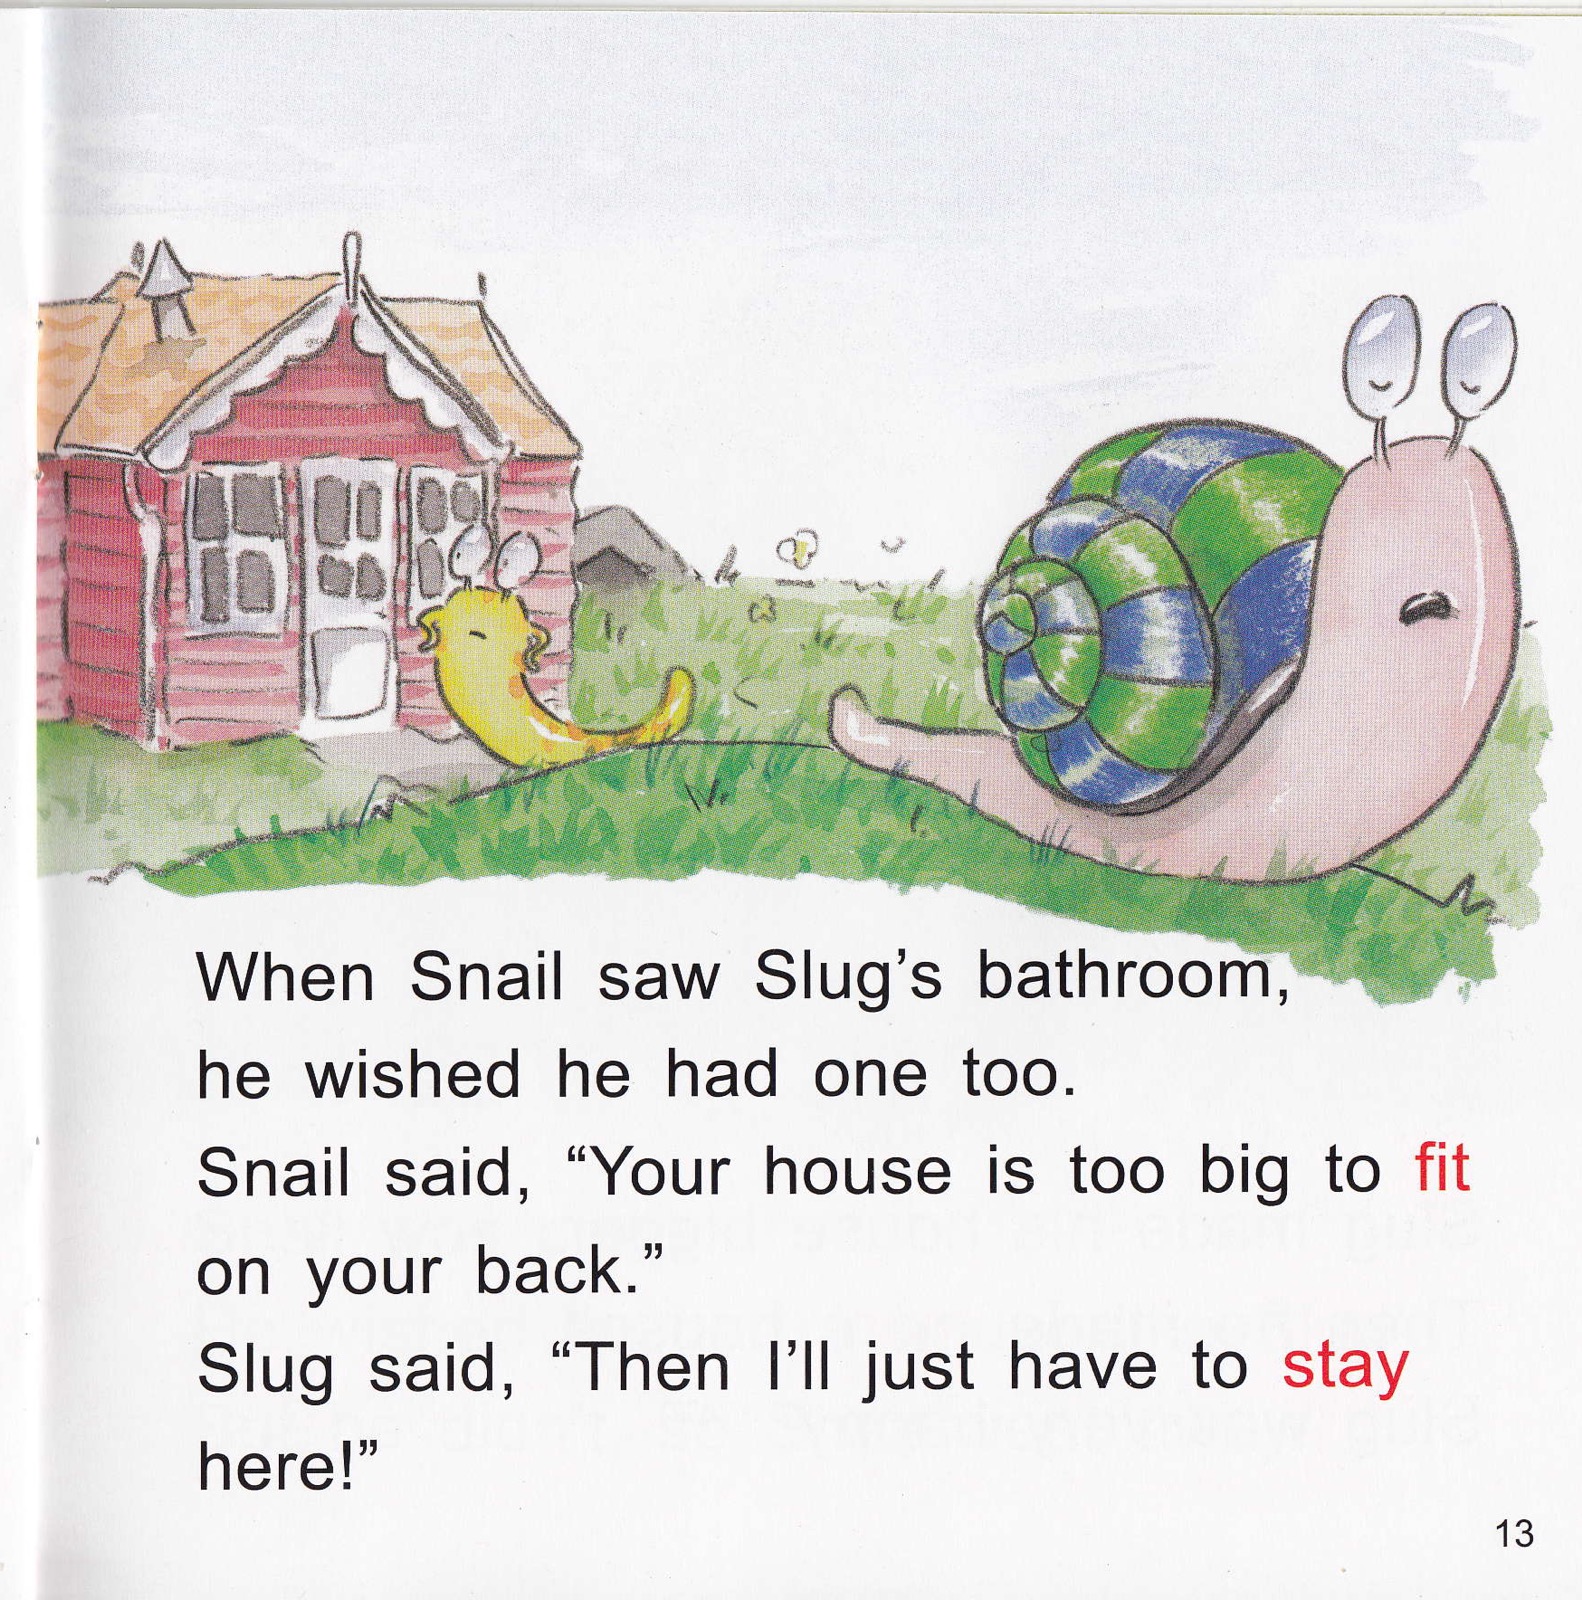 When Snail saw Slug’s bathroom,
he wished he had one too.
Snail said, “Your house is too big to fit
on your back.”
Slug said, “Then I’ll just have to stay
here!”
13